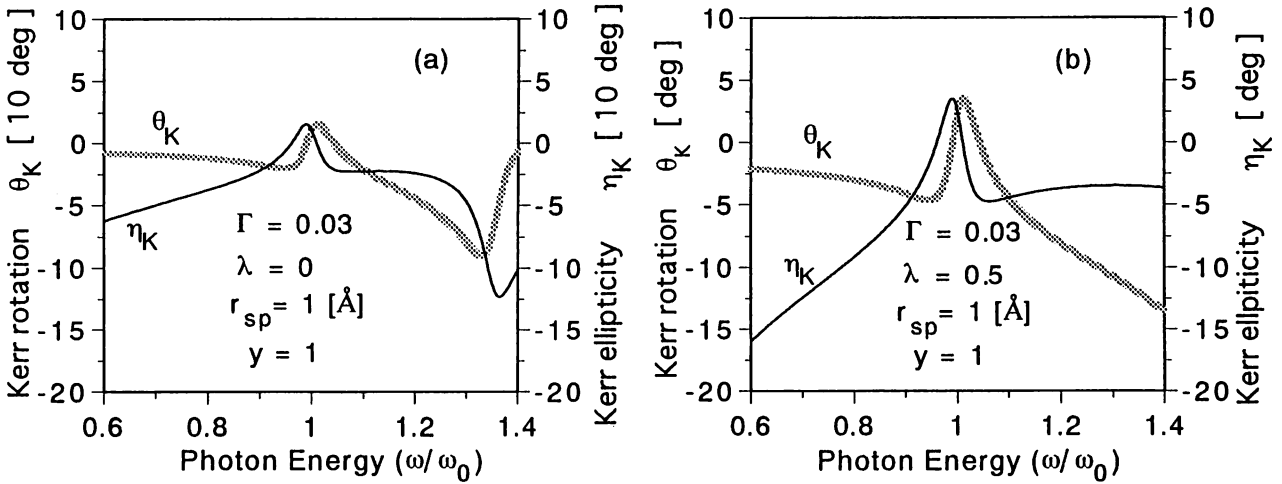 (a)
Kerr rotation θK [ 10 deg ]
10
5
0
-5
-10
-15
-20
θK
ηK
Γ = 0.03
λ = 0
rsp= 1 [Å]
y = 1
10
5
0
-5
-10
-15
-20
Kerr ellipticity ηK [ 10 deg ]
0.6
0.8
1
1.2
1.4
Photon Energy (ω/ω0)
(b)
Kerr rotation θK [ deg ]
10
5
0
-5
-10
-15
-20
θK
ηK
Γ = 0.03
λ = 0.5
rsp= 1 [Å]
y = 1
10
5
0
-5
-10
-15
-20
Kerr ellpiticity ηK [ deg ]
0.6
0.8
1
1.2
1.4
Photon Energy (ω/ω0)